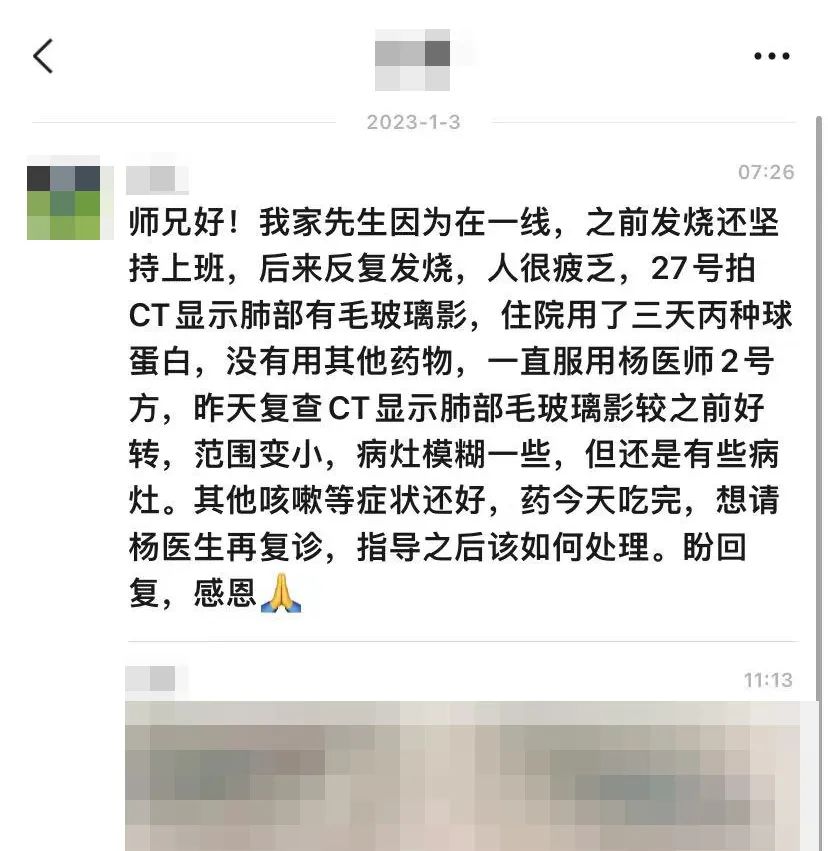 2023-1-3
07:26
师兄好！我家先生因为在一线，之前发烧还坚
持上班，后来反复发烧，人很疲乏，27号拍
CT显示肺部有毛玻璃影，住院用了三天丙种球
蛋白，没有用其他药物，一直服用杨医师2号
方，昨天复查CT显示肺部毛玻璃影较之前好
转，范围变小，病灶模糊一些，但还是有些病
灶。其他咳嗽等症状还好，药今天吃完，想请
杨医生再复诊，指导之后该如何处理。盼回
复，感恩🙏
11:13